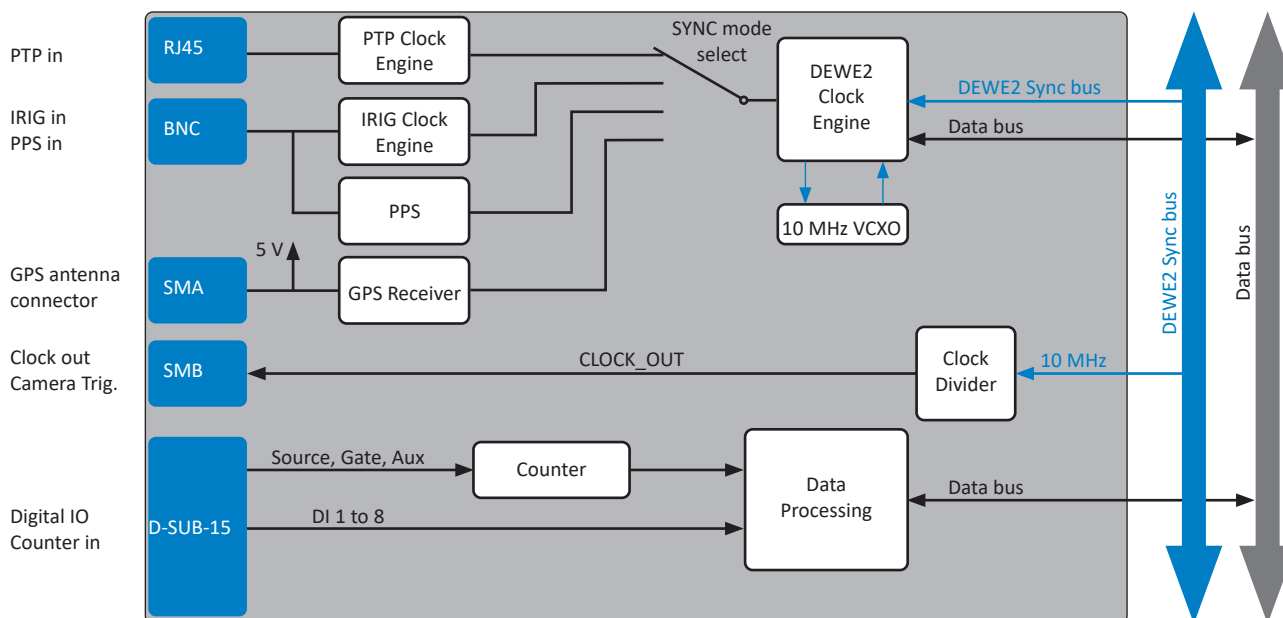 PTP in
RJ45
PTP Clock
Engine
SYNC mode
select
DEWE2
Clock
Engine
DEWE2 Sync bus
Data bus
IRIG in
PPS in
BNC
IRIG Clock
Engine
PPS
10 MHz VCXO
5 V
GPS antenna
connector
SMA
GPS Receiver
DEWE2 Sync bus
Data bus
Clock out
Camera Trig.
SMB
CLOCK_OUT
Clock
Divider
10 MHz
Digital IO
Counter in
D-SUB-15
Source, Gate, Aux
Counter
DI 1 to 8
Data
Processing
Data bus